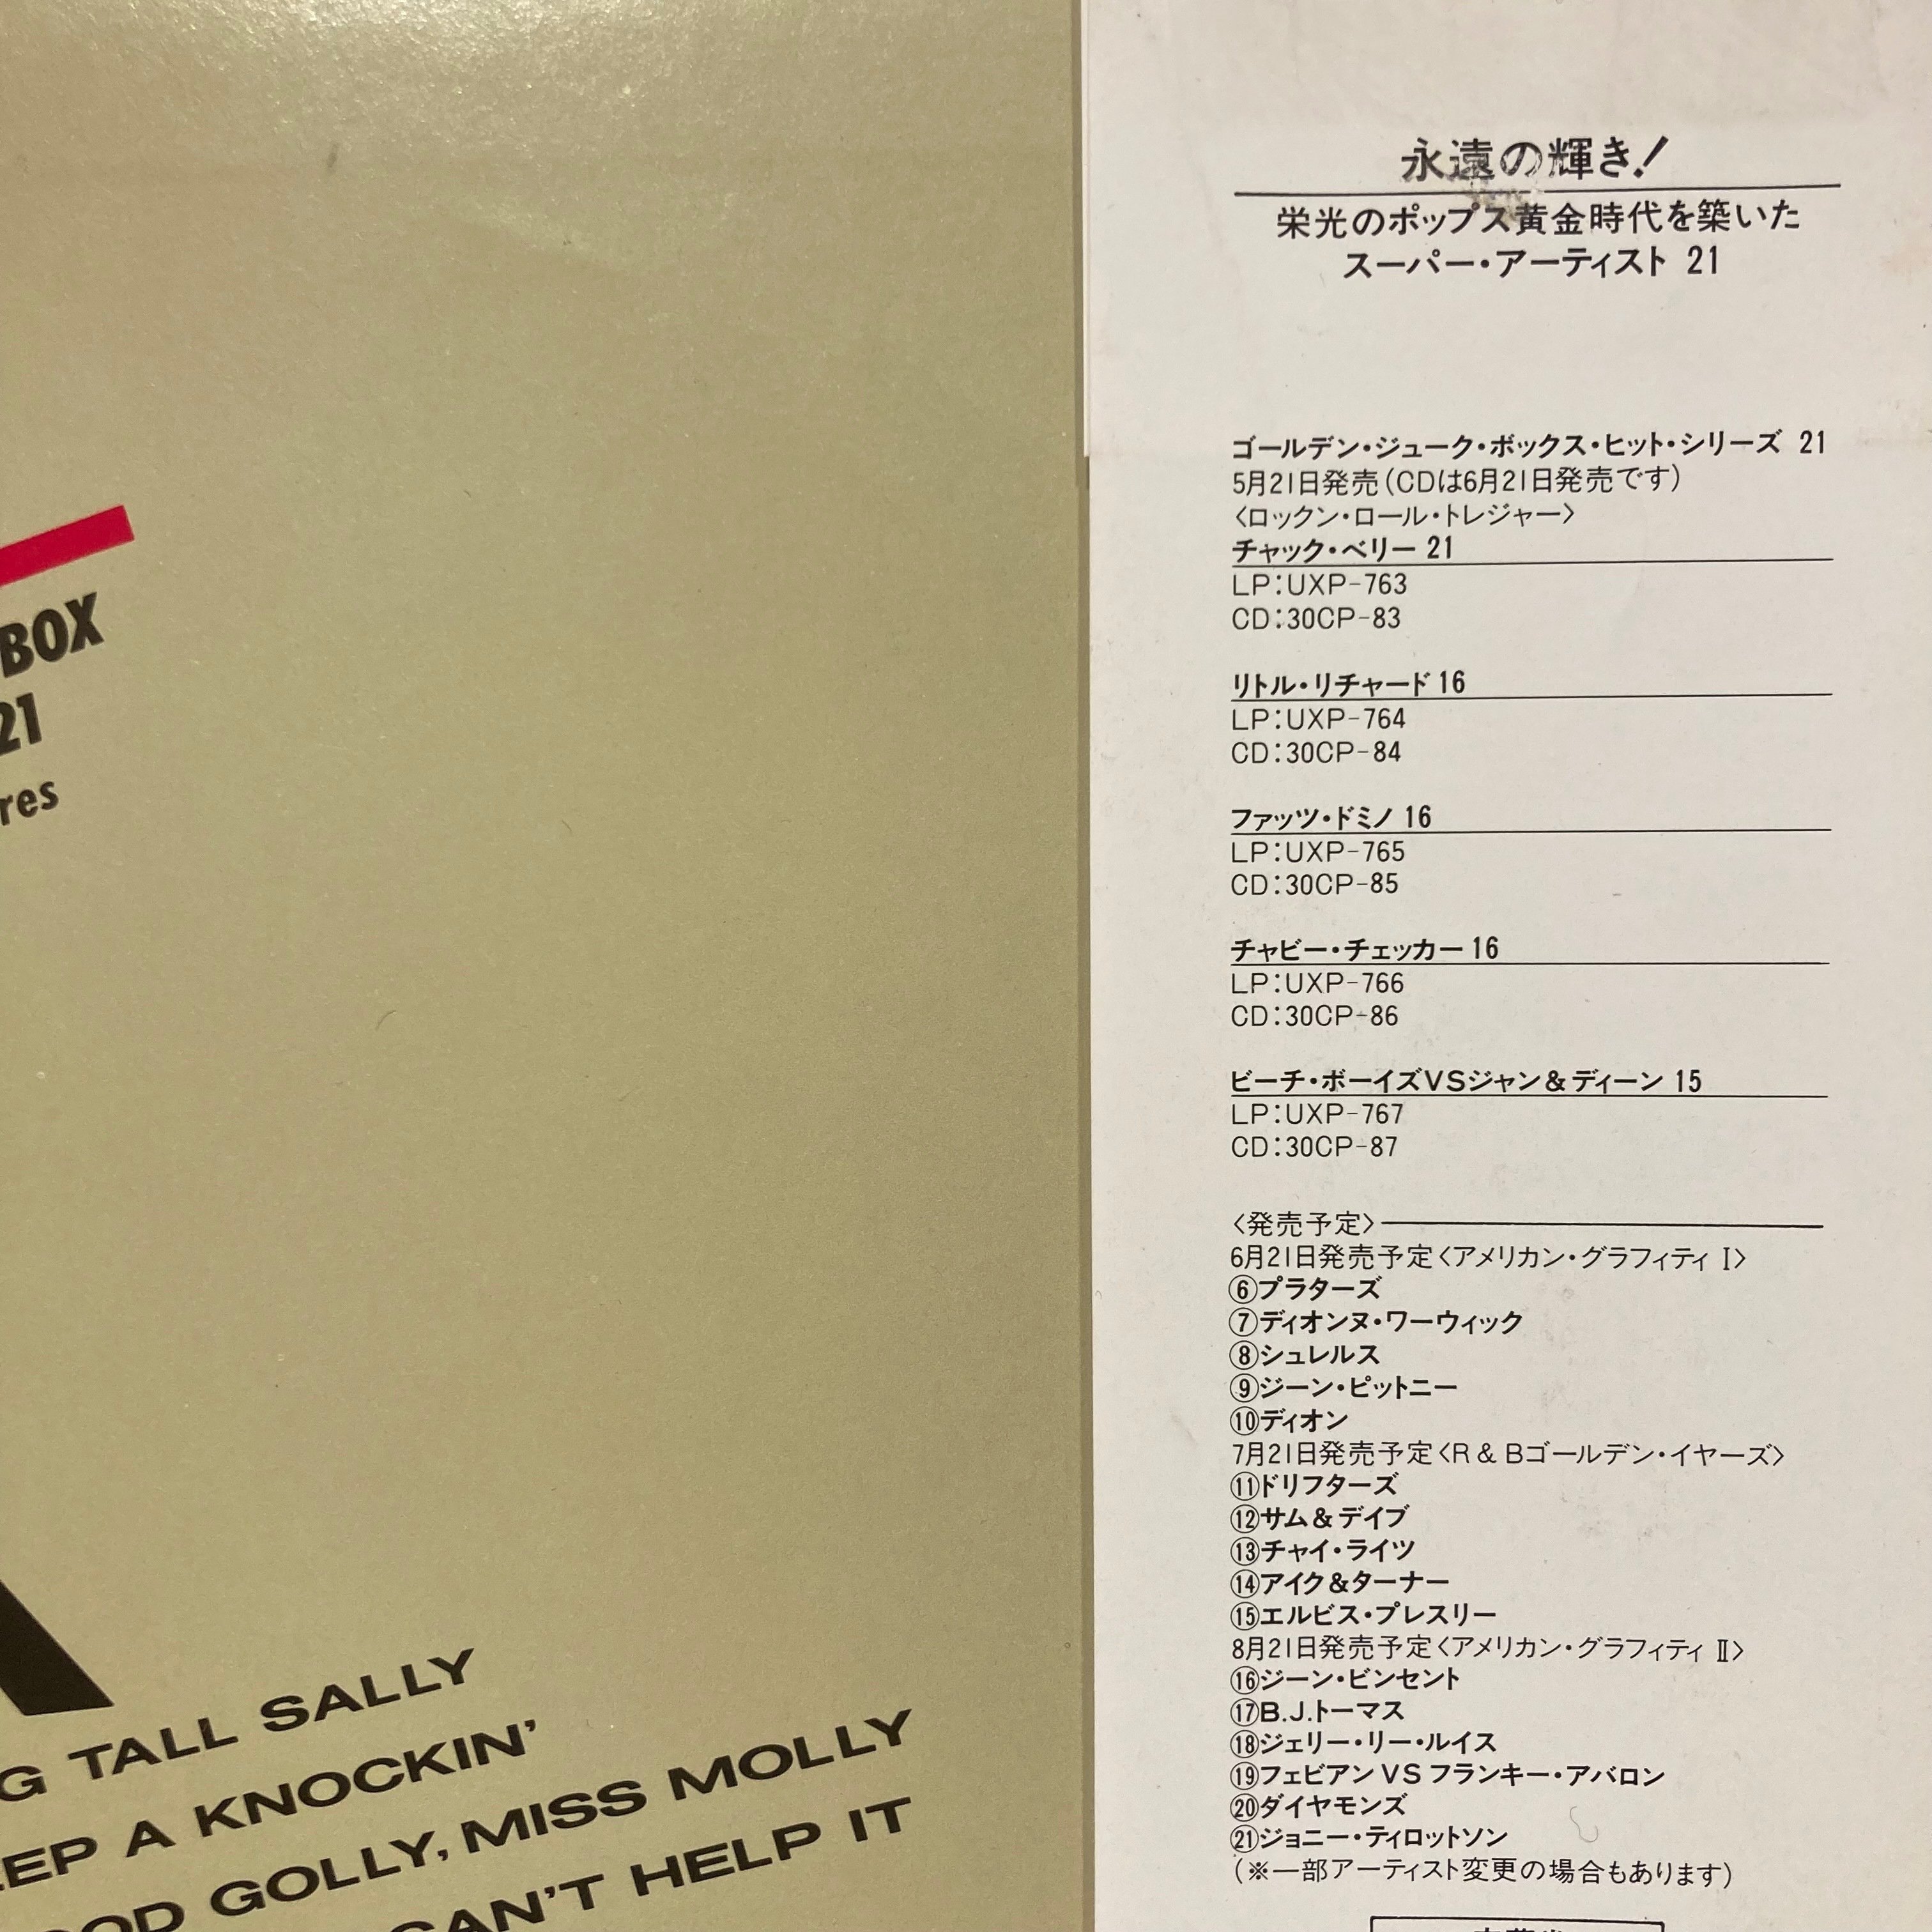 BOX
21
res
TALL SALLY
A KNOCKIN'
GOLLY, MISS MOLLY
CAN'T HELP IT
永遠の輝き!
栄光のポップス黄金時代を築いた
スーパー・アーティスト 21
ゴールデン・ジューク・ボックス・ヒット・シリーズ 21
5月21日発売(CDは6月21日発売です)
〈ロックン・ロール・トレジャー〉
チャック・ベリー 21
LP:UXP-763
CD:30CP-83
リトル・リチャード 16
LP:UXP-764
CD:30CP-84
ファッツ・ドミノ 16
LP:UXP-765
CD:30CP-85
チャビー・チェッカー 16
LP:UXP-766
CD:30CP-86
ビーチ・ボーイズVSジャン&ディーン 15
LP:UXP-767
CD:30CP-87
〈発売予定〉
6月21日発売予定〈アメリカン・グラフィティ Ⅰ〉
⑥プラターズ
⑦ディオンヌ・ワーウィック
⑧シュレルス
⑨ジーン・ピットニー
⑩ディオン
7月21日発売予定〈R & Bゴールデン・イヤーズ〉
⑪ドリフターズ
⑫サム&デイブ
⑬チャイ・ライツ
⑭アイク&ターナー
⑮エルビス・プレスリー
8月21日発売予定〈アメリカン・グラフィティ Ⅱ〉
⑯ジーン・ビンセント
⑰B.J.トーマス
⑱ジェリー・リー・ルイス
⑲フェビアン VS フランキー・アバロン
⑳ダイヤモンズ
㉑ジョニー・ティロットソン
(※一部アーティスト変更の場合もあります)